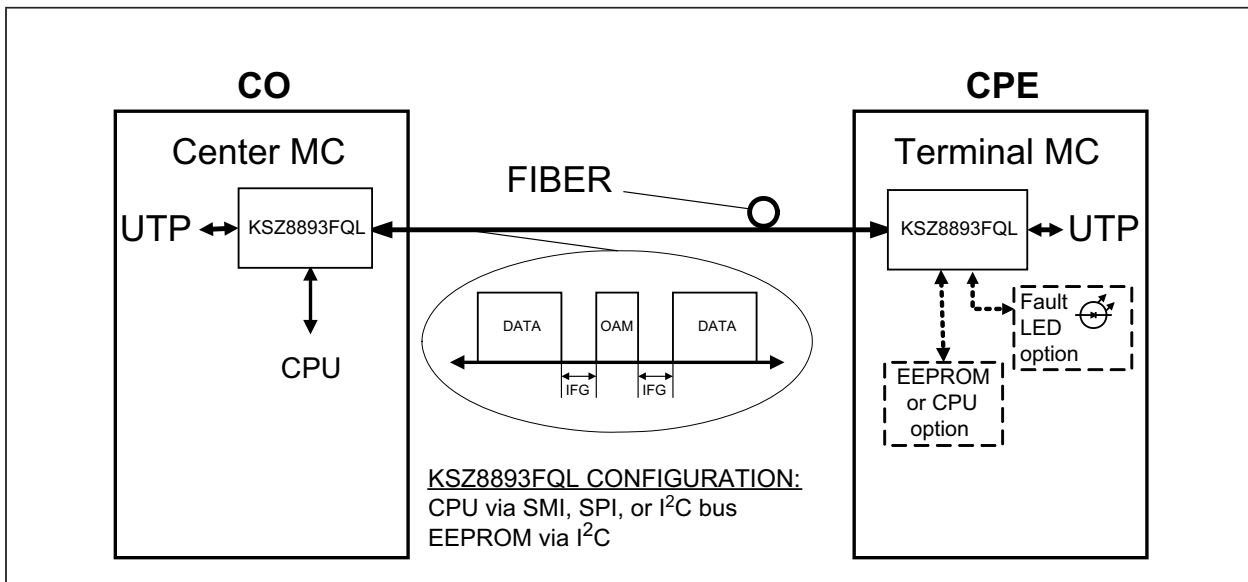 CO
CPE
Center MC
Terminal MC
FIBER
UTP
KSZ8893FQL
KSZ8893FQL
UTP
CPU
DATA
OAM
DATA
IFG
IFG
Fault
LED
option
EEPROM
or CPU
option
KSZ8893FQL CONFIGURATION:
CPU via SMI, SPI, or I²C bus
EEPROM via I²C